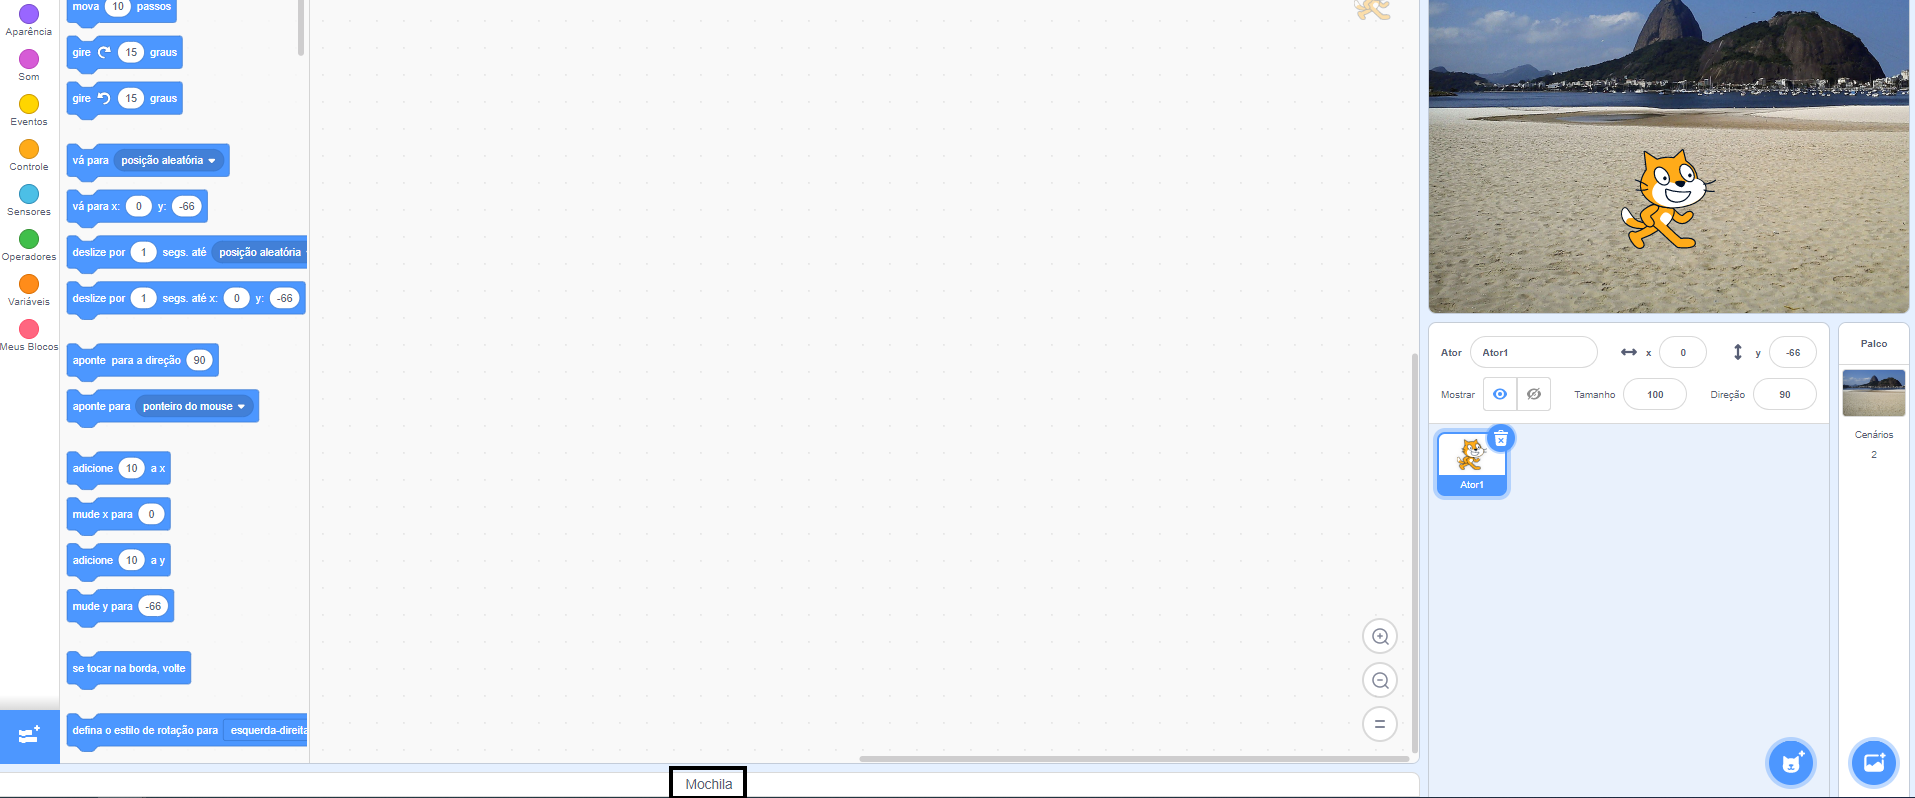 mova 10 passos
Aparência
gire 15 graus
Som
gire 15 graus
Eventos
vá para posição aleatória
Controle
vá para x: 0 y: -66
Sensores
deslize por 1 segs. até posição aleatória
Operadores
deslize por 1 segs. até x: 0 y: -66
Variáveis
Meus Blocos
aponte para a direção 90
aponte para ponteiro do mouse
adicione 10 a x
mude x para 0
adicione 10 a y
mude y para -66
se tocar na borda, volte
defina o estilo de rotação para esquerda-direita
Mochila
Ator Ator1 x 0 y -66
Mostrar Tamanho 100 Direção 90
Ator1
Palco
Cenários
2